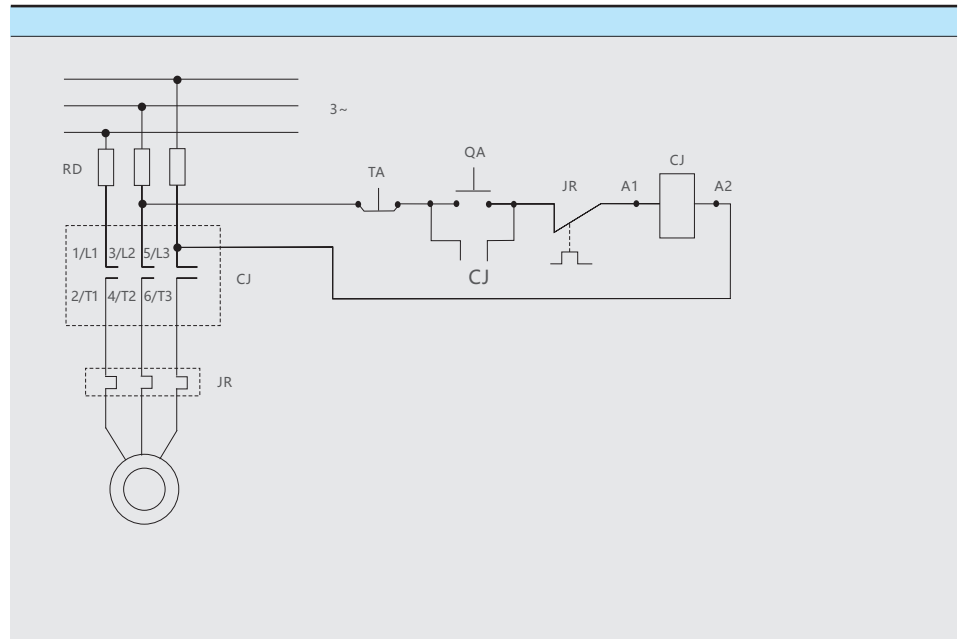 3~
RD
TA
QA
JR
A1
CJ
A2
1/L1 3/L2 5/L3
CJ
CJ
2/T1 4/T2 6/T3
JR